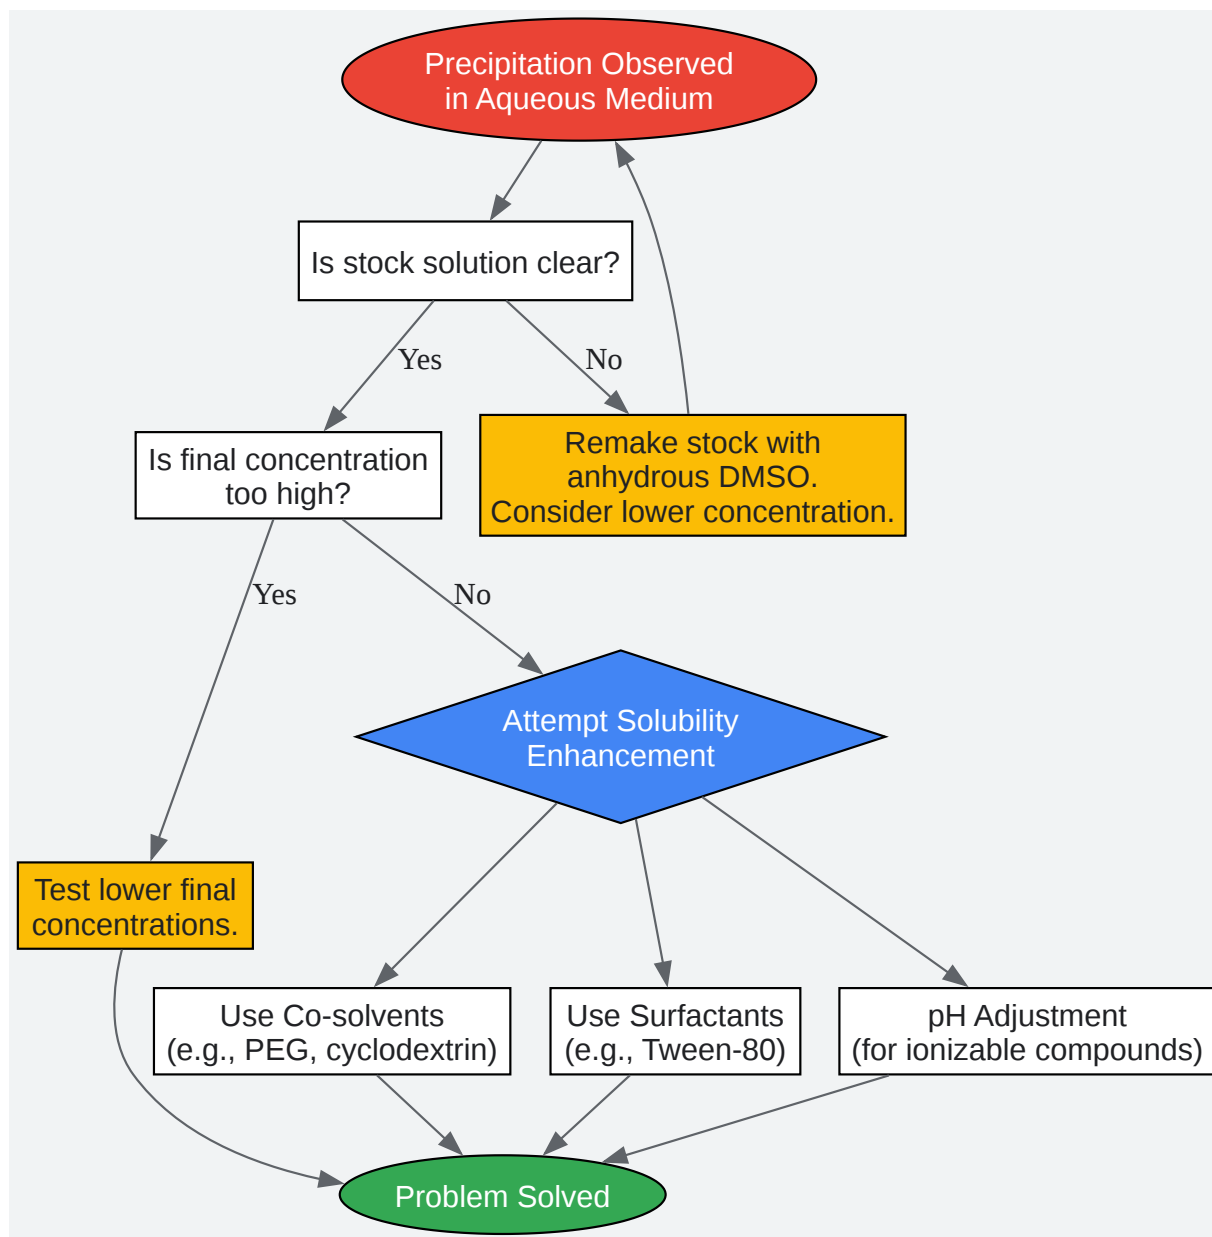 Precipitation Observed
in Aqueous Medium
Is stock solution clear?
Yes
No
Remake stock with
anhydrous DMSO.
Consider lower concentration.
Is final concentration
too high?
Yes
No
Attempt Solubility
Enhancement
Test lower final
concentrations.
Use Co-solvents
(e.g., PEG, cyclodextrin)
Use Surfactants
(e.g., Tween-80)
pH Adjustment
(for ionizable compounds)
Problem Solved